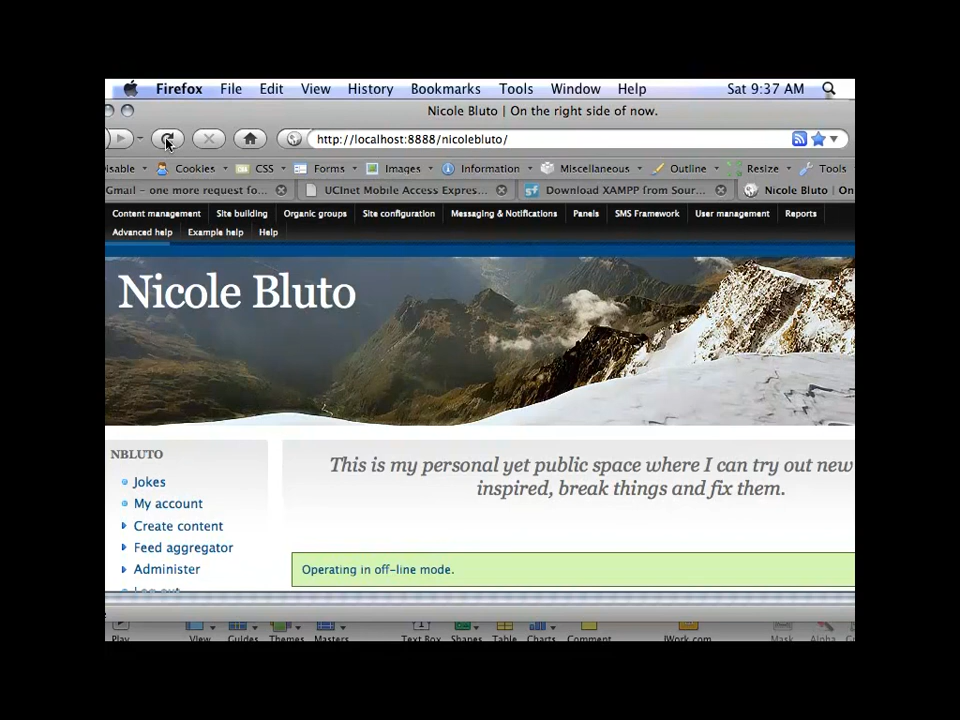 Firefox File Edit View History Bookmarks Tools Window Help Sat 9:37 AM
Nicole Bluto | On the right side of now.
http://localhost:8888/nicolebluto/
isable Cookies CSS Forms Images Information Miscellaneous Outline Resize Tools
Gmail - one more request fo... UCInet Mobile Access Expres... Download XAMPP from Sour... Nicole Bluto | On
Content management Site building Organic groups Site configuration Messaging & Notifications Panels SMS Framework User management Reports
Advanced help Example help Help
Nicole Bluto
NBLUTO
Jokes
My account
Create content
Feed aggregator
Administer
Log out
This is my personal yet public space where I can try out new
inspired, break things and fix them.
Operating in off-line mode.
Play View Guides Themes Masters Text Box Shapes Table Charts Comment iWork.com Mask Alpha